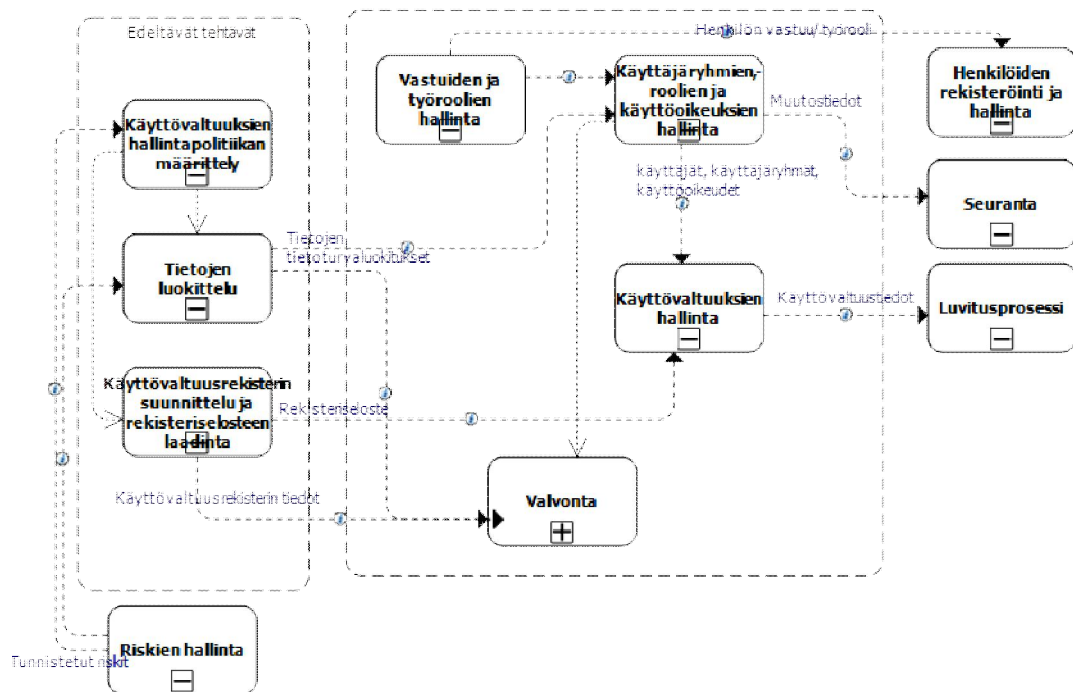 Edeltävät tehtävät
Henkilön vastuu/ työrooli
Vastuiden ja
työroolien
hallinta
Käyttäjäryhmien,-
roolien ja
käyttöoikeuksien
hallinta
Henkilöiden
rekisteröinti ja
hallinta
Muutostiedot
Käyttövaltuuksien
hallintapolitiikan
määrittely
käyttäjät, käyttäjäryhmät,
käyttöoikeudet
Seuranta
Tietojen
tietoturvaluokitukset
Tietojen
luokittelu
Käyttövaltuuksien
hallinta
Käyttövaltuustiedot
Luvitusprosessi
Käyttövaltuusrekisterin
suunnittelu ja
rekisteriselosteen
laadinta
Rekisteriseloste
Käyttövaltuusrekisterin tiedot
Valvonta
Riskien hallinta
Tunnistetut riskit